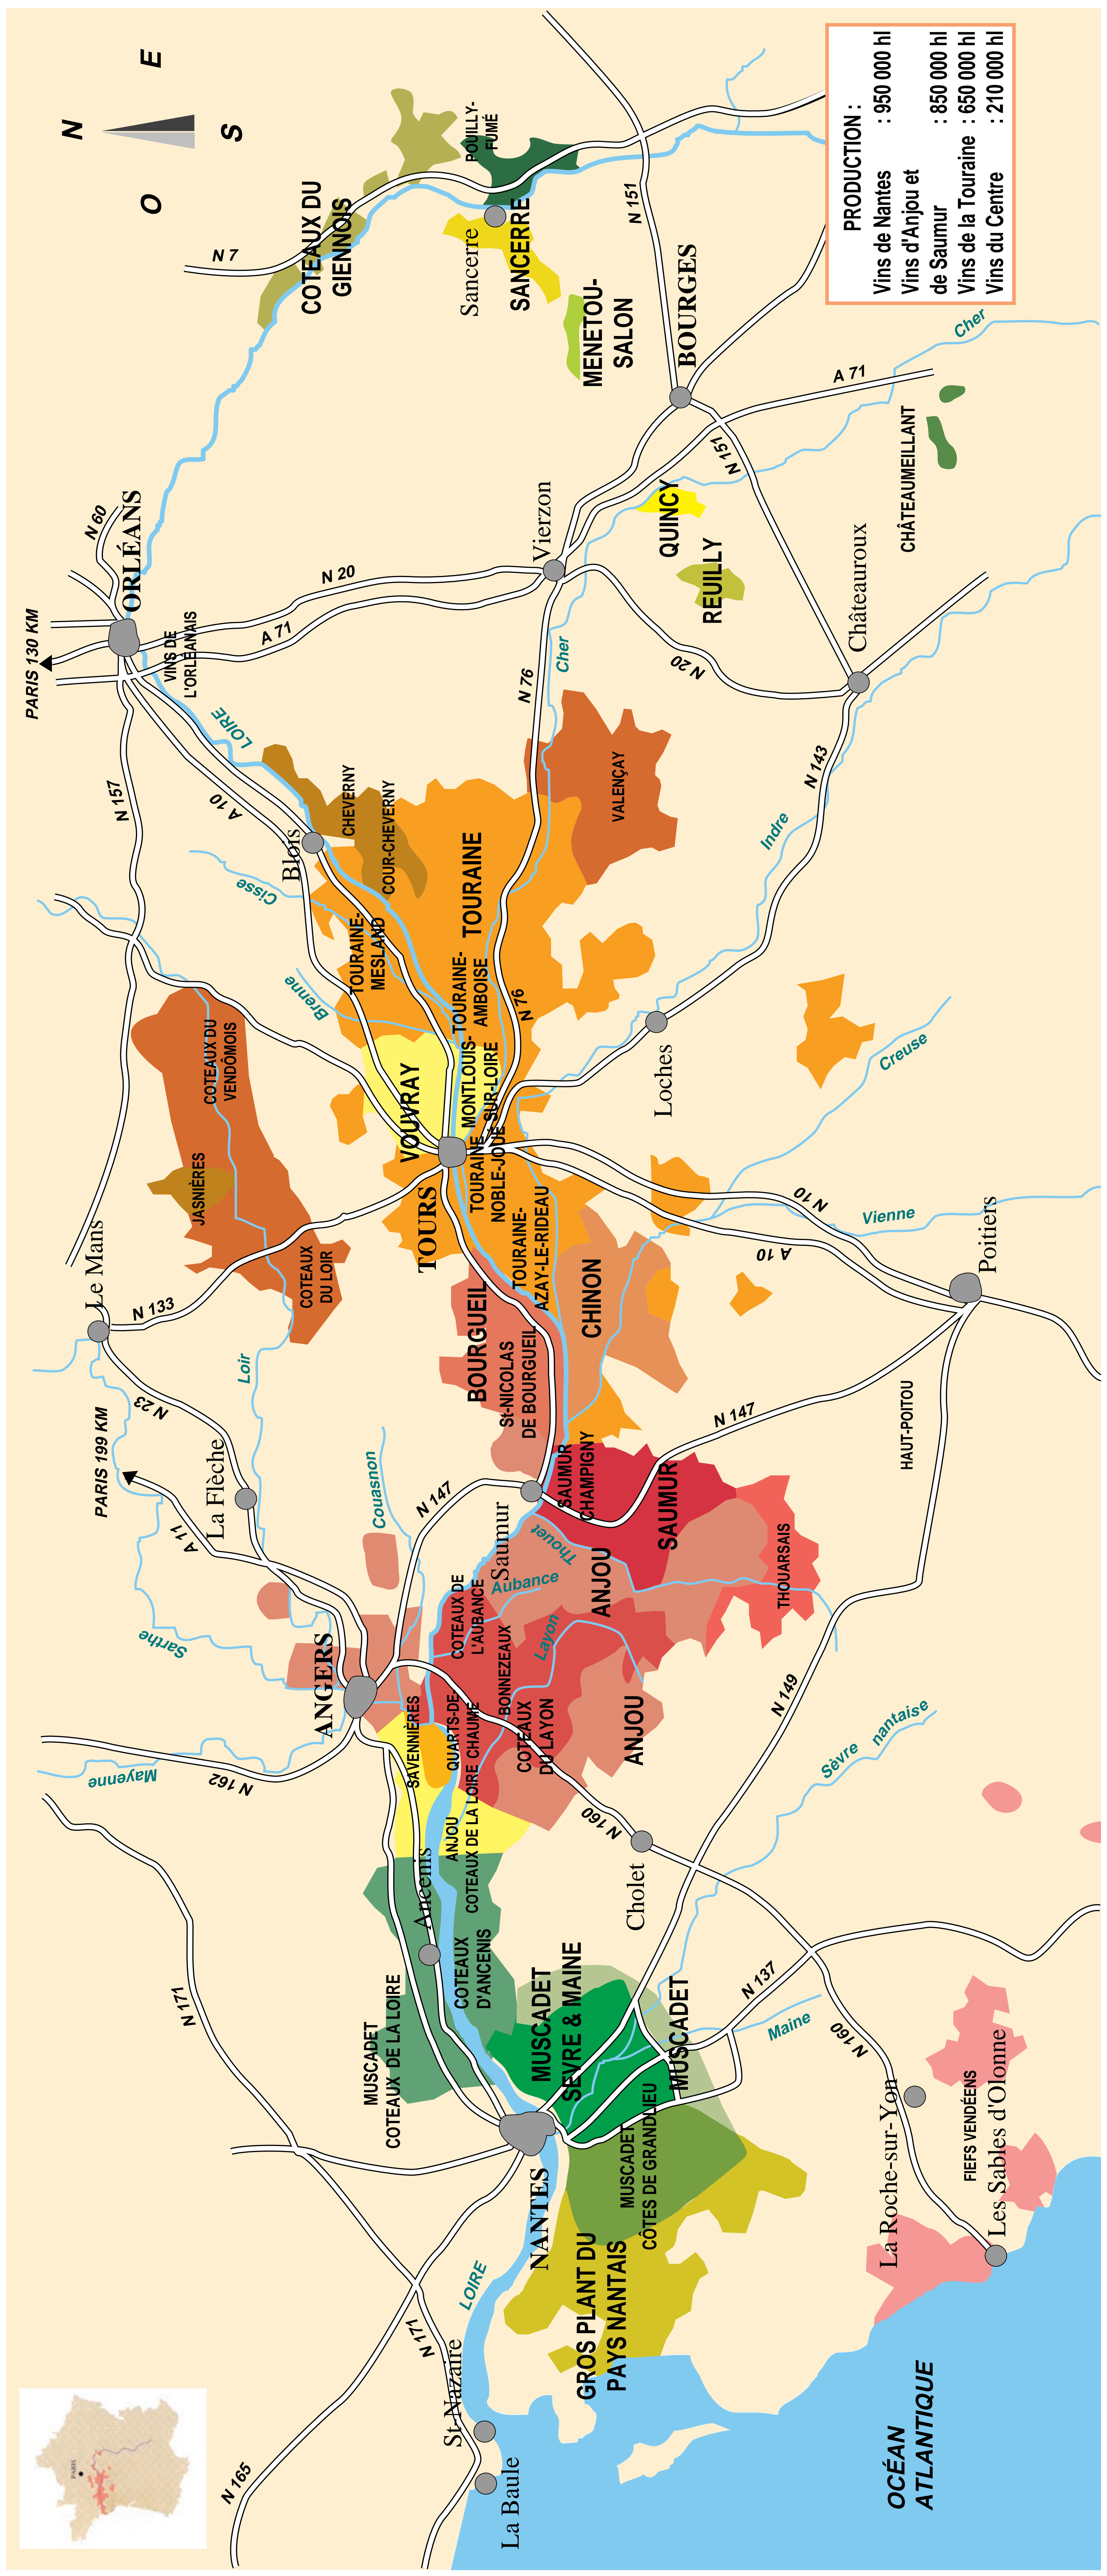 PARIS
N 165
N 171
N 171
La Baule
St-Nazaire
LOIRE
OCÉAN
ATLANTIQUE
GROS PLANT DU
PAYS NANTAIS
NANTES
MUSCADET
CÔTES DE GRANDLIEU
MUSCADET
SEVRE & MAINE
MUSCADET
MUSCADET
COTEAUX DE LA LOIRE
COTEAUX
D'ANCENIS
Ancenis
La Roche-sur-Yon
Les Sables d'Olonne
FIEFS VENDÉENS
N 160
Maine
N 137
Cholet
N 160
Sèvre nantaise
N 149
Mayenne
N 162
ANGERS
SAVENNIÈRES
ANJOU
COTEAUX DE LA LOIRE
QUARTS-DE-
CHAUME
BONNEZEAUX
COTEAUX
DU LAYON
ANJOU
COTEAUX DE
L'AUBANCE
Aubance
Layon
ANJOU
Thouet
THOUARSAIS
Saumur
SAUMUR
CHAMPIGNY
SAUMUR
Sarthe
A 11
PARIS 199 KM
La Flèche
N 23
Le Mans
N 133
Loir
Couasnon
N 147
N 147
HAUT-POITOU
Poitiers
BOURGUEIL
St-NICOLAS
DE BOURGUEIL
CHINON
COTEAUX
DU LOIR
JASNIÈRES
COTEAUX DU
VENDÔMOIS
TOURS
VOUVRAY
TOURAINE
NOBLE-JOUÉ
TOURAINE-
AZAY-LE-RIDEAU
MONTLOUIS-
SUR-LOIRE
TOURAINE-
AMBOISE
TOURAINE-
MESLAND
TOURAINE
A 10
N 10
Vienne
Creuse
Loches
N 76
Brenne
Cisse
Blois
CHEVERNY
COUR-CHEVERNY
VALENÇAY
Indre
N 143
N 157
A 10
LOIRE
PARIS 130 KM
ORLÉANS
VINS DE
L'ORLÉANAIS
N 60
A 71
N 20
N 76
Cher
Vierzon
N 20
Châteauroux
REUILLY
QUINCY
N 151
CHÂTEAUMEILLANT
A 71
Cher
BOURGES
MENETOU-
SALON
SANCERRE
Sancerre
POUILLY-
FUMÉ
COTEAUX DU
GIENNOIS
N 7
N 151
N
O
E
S
PRODUCTION :
Vins de Nantes : 950 000 hl
Vins d'Anjou et
de Saumur : 850 000 hl
Vins de la Touraine : 650 000 hl
Vins du Centre : 210 000 hl